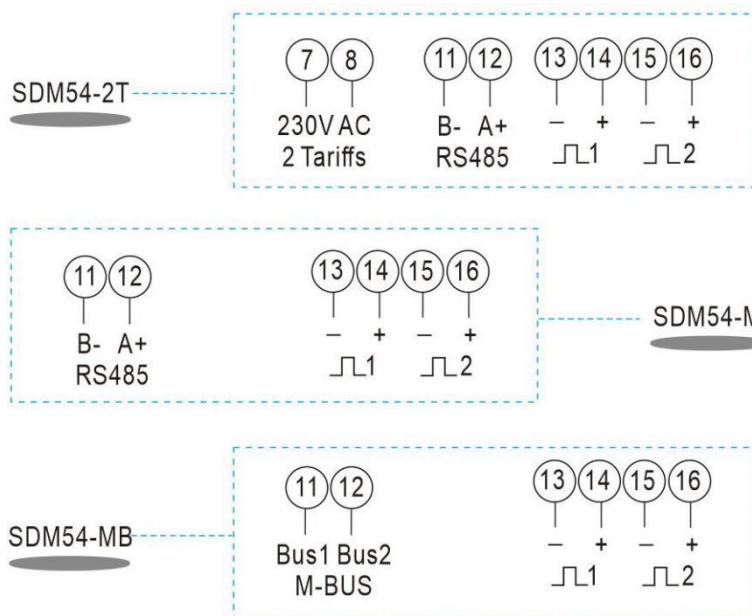 7 8 11 12 13 14 15 16
SDM54-2T
230V AC B- A+ − + − +
2 Tariffs RS485 1 2
11 12 13 14 15 16
SDM54-M
B- A+ − + − +
RS485 1 2
11 12 13 14 15 16
SDM54-MB
Bus1 Bus2 − + − +
M-BUS 1 2